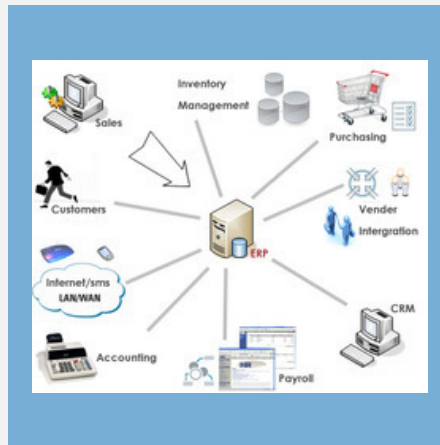 Inventory
Management
Sales
Purchasing
Customers
Vender
Intergration
ERP
Internet/sms
LAN/WAN
CRM
Accounting
Payroll